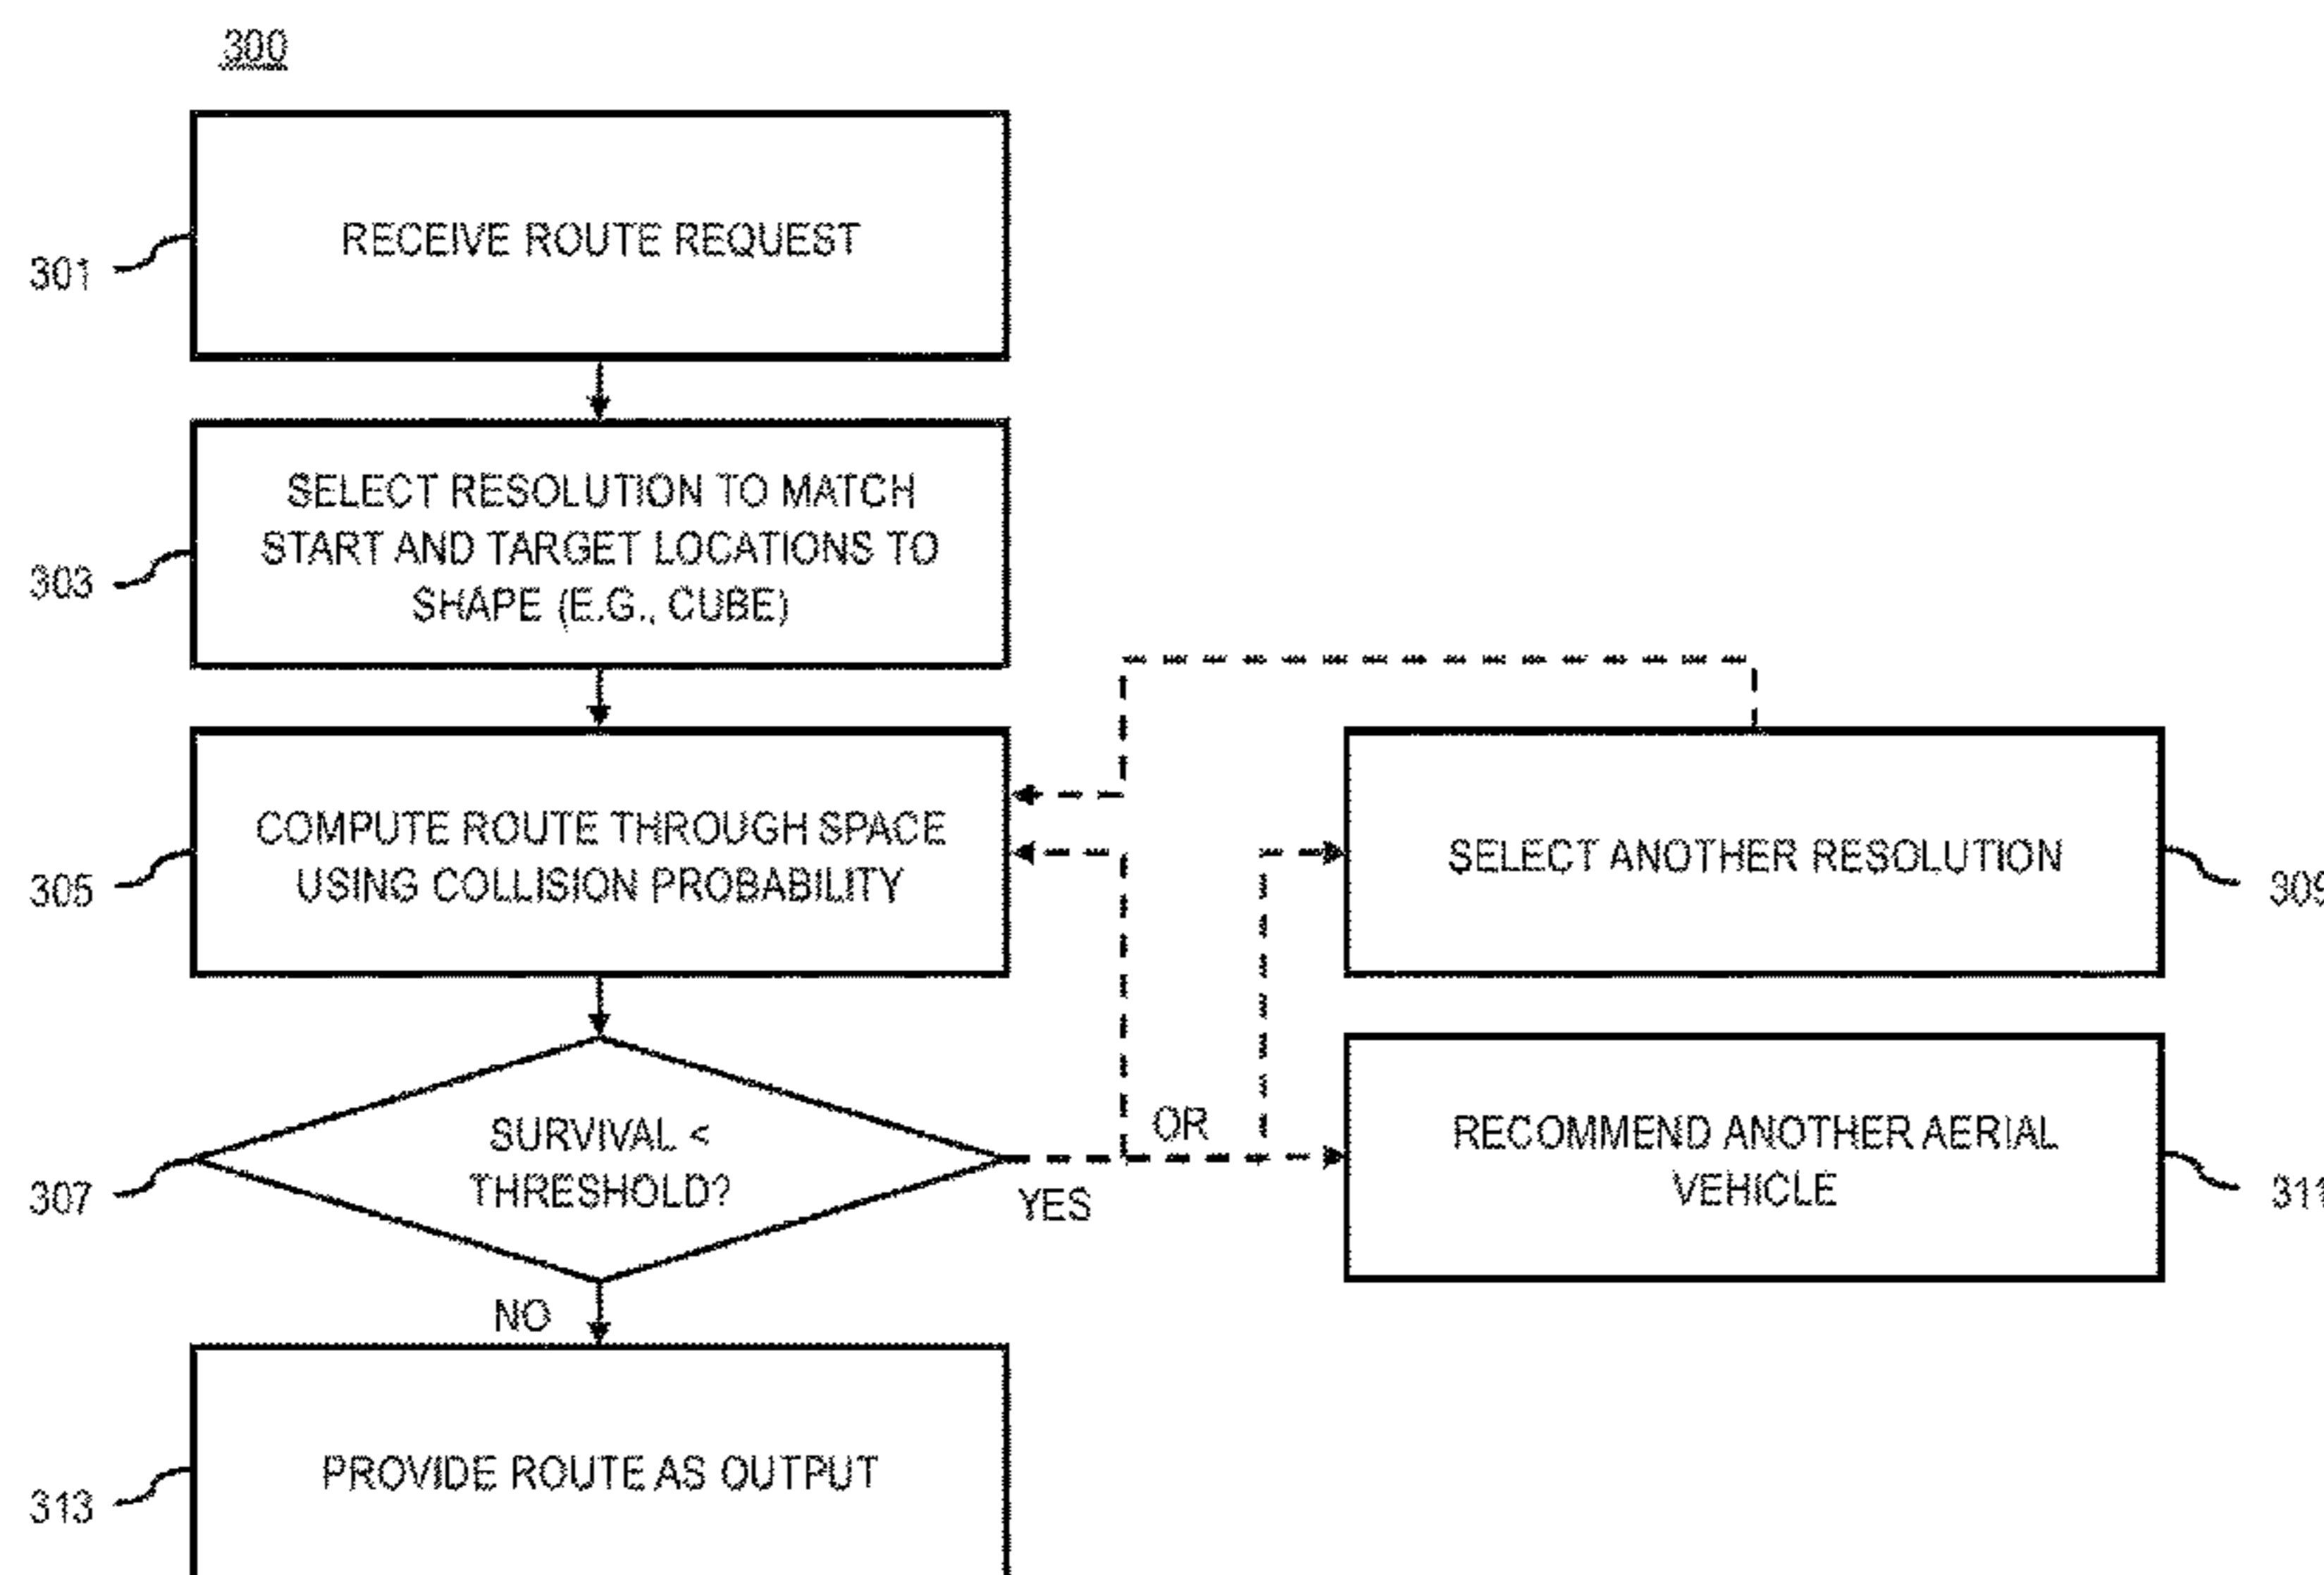 300
RECEIVE ROUTE REQUEST
301
SELECT RESOLUTION TO MATCH
START AND TARGET LOCATIONS TO
SHAPE (E.G., CUBE)
303
COMPUTE ROUTE THROUGH SPACE
USING COLLISION PROBABILITY
305
SELECT ANOTHER RESOLUTION
309
SURVIVAL <
THRESHOLD?
307
YES
OR
RECOMMEND ANOTHER AERIAL
VEHICLE
311
NO
PROVIDE ROUTE AS OUTPUT
313